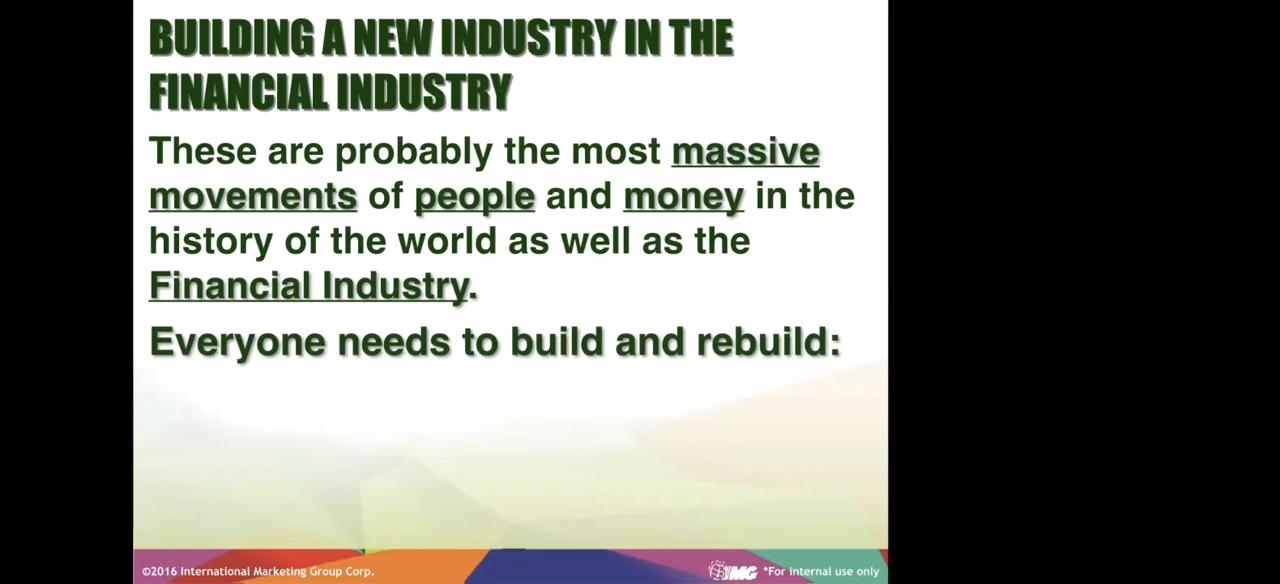 BUILDING A NEW INDUSTRY IN THE
FINANCIAL INDUSTRY
These are probably the most massive
movements of people and money in the
history of the world as well as the
Financial Industry.
Everyone needs to build and rebuild:
©2016 International Marketing Group Corp.
IMG *For internal use only